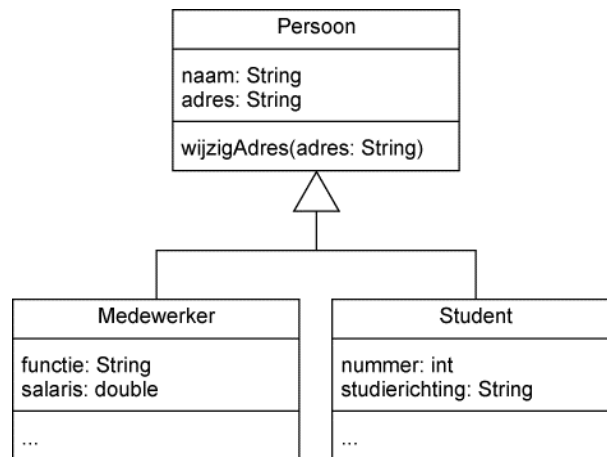 Persoon
naam: String
adres: String
wijzigAdres(adres: String)
Medewerker
functie: String
salaris: double
...
Student
nummer: int
studierichting: String
...